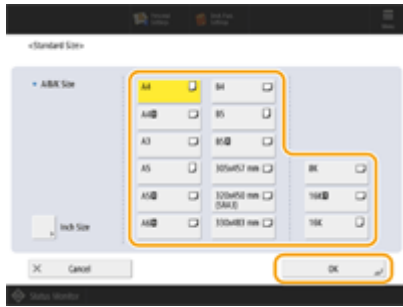 <Standard Size>
A/B/K Size
A4
B4
A4R
B5
A3
B5R
A5
305x457 mm
A5R
320x450 mm
(SRA3)
A6R
330x483 mm
8K
16KR
16K
Inch Size
Cancel
OK
Status Monitor